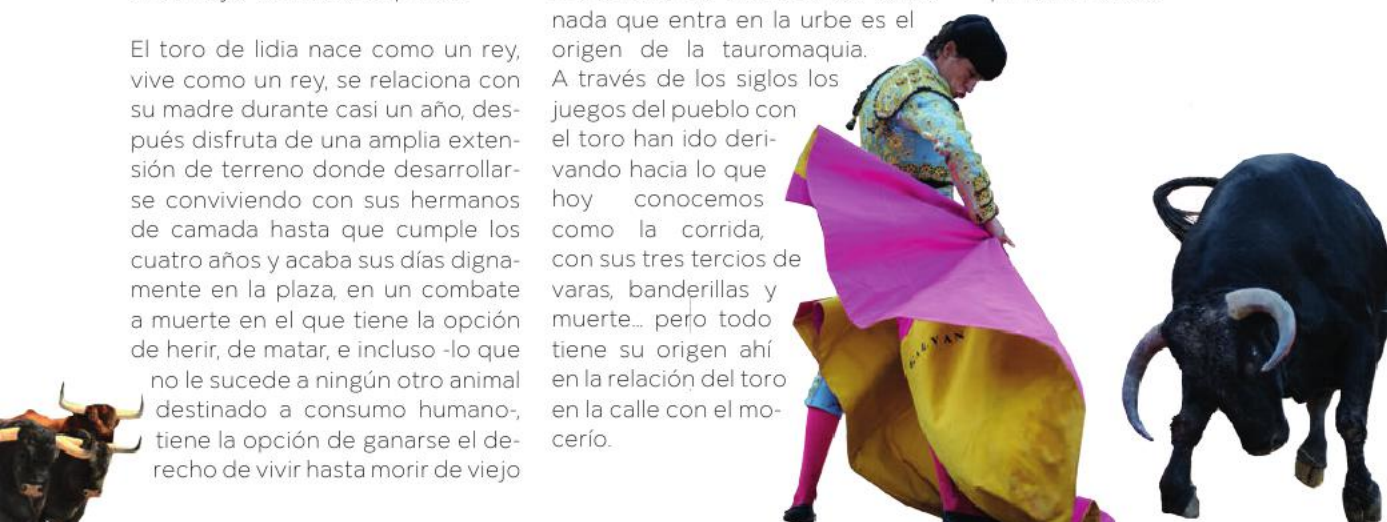 El toro de lidia nace como un rey,
vive como un rey, se relaciona con
su madre durante casi un año, des-
pués disfruta de una amplia exten-
sión de terreno donde desarrollar-
se conviviendo con sus hermanos
de camada hasta que cumple los
cuatro años y acaba sus días digna-
mente en la plaza, en un combate
a muerte en el que tiene la opción
de herir, de matar, e incluso -lo que
no le sucede a ningún otro animal
destinado a consumo humano-,
tiene la opción de ganarse el de-
recho de vivir hasta morir de viejo
nada que entra en la urbe es el
origen de la tauromaquia.
A través de los siglos los
juegos del pueblo con
el toro han ido deri-
vando hacia lo que
hoy conocemos
como la corrida,
con sus tres tercios de
varas, banderillas y
muerte... pero todo
tiene su origen ahí
en la relación del toro
en la calle con el mo-
cerío.
GALVAN